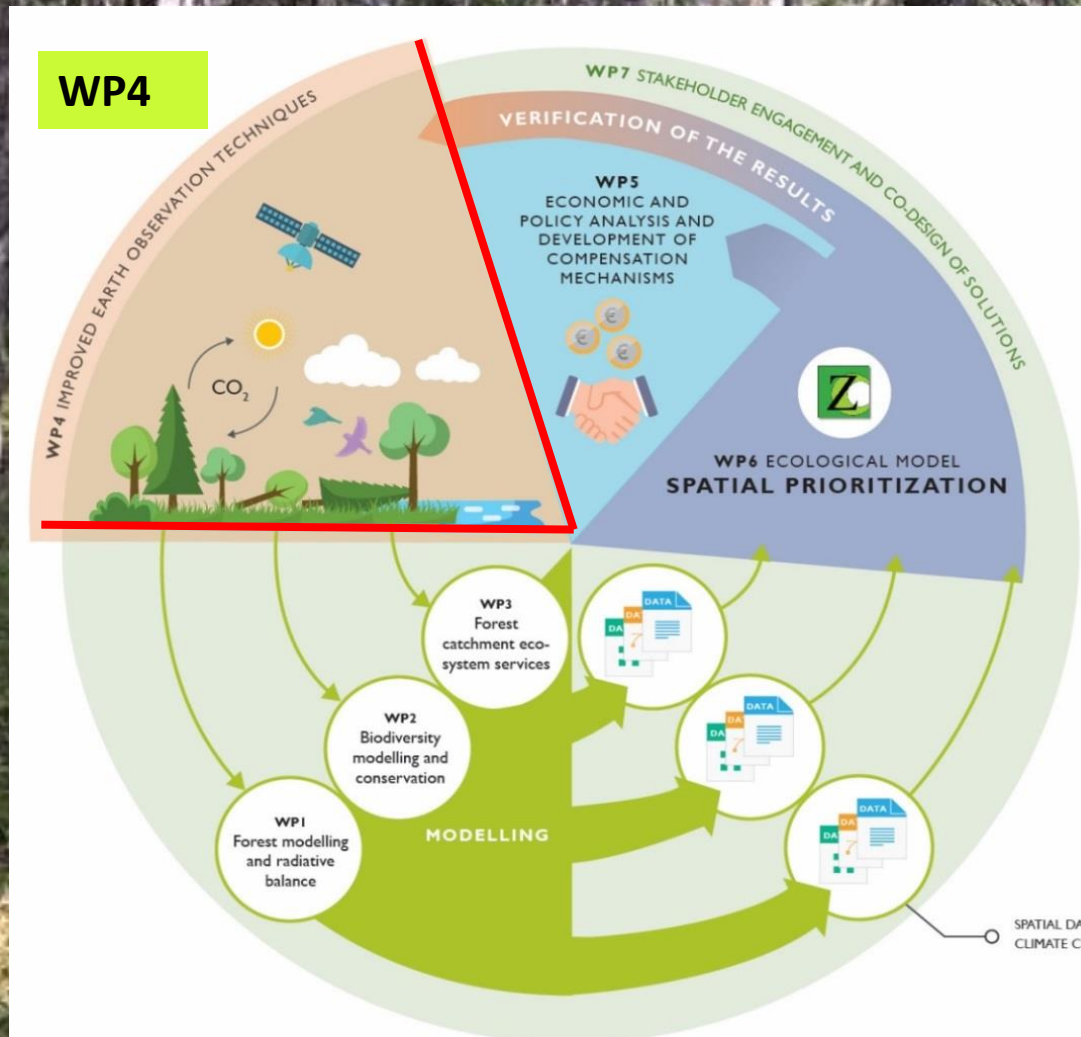 WP4
WP4 IMPROVED EARTH OBSERVATION TECHNIQUES
WP7 STAKEHOLDER ENGAGEMENT AND CO-DESIGN OF SOLUTIONS
VERIFICATION OF THE RESULTS
WP5
ECONOMIC AND
POLICY ANALYSIS AND
DEVELOPMENT OF
COMPENSATION
MECHANISMS
€
€
€
CO₂
Z
WP6 ECOLOGICAL MODEL
SPATIAL PRIORITIZATION
WP3
Forest
catchment eco-
system services
WP2
Biodiversity
modelling and
conservation
WP1
Forest modelling
and radiative
balance
MODELLING
DATA
DATA
DATA
SPATIAL
CLIMATE